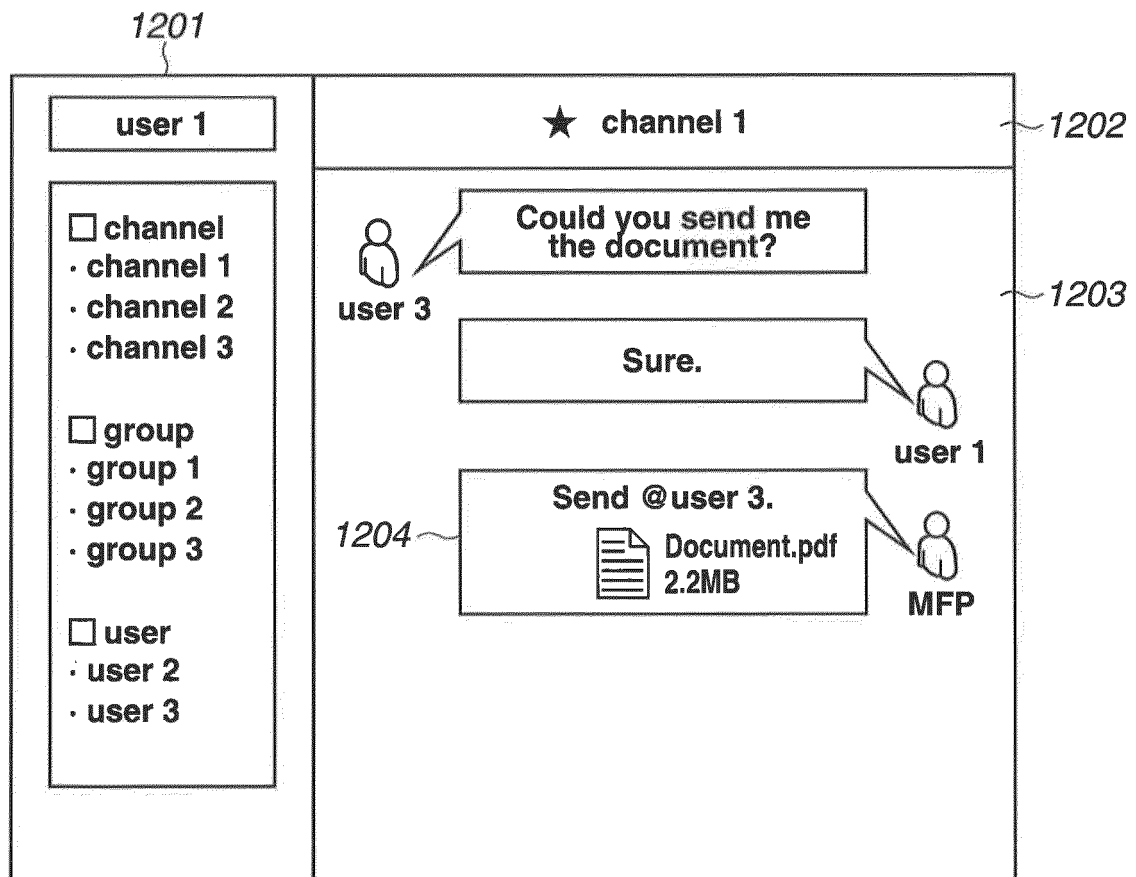 1201
user 1
☐ channel
· channel 1
· channel 2
· channel 3
☐ group
· group 1
· group 2
· group 3
☐ user
· user 2
· user 3
★ channel 1
1202
Could you send me
the document?
user 3
1203
Sure.
user 1
Send @user 3.
1204
Document.pdf
2.2MB
MFP